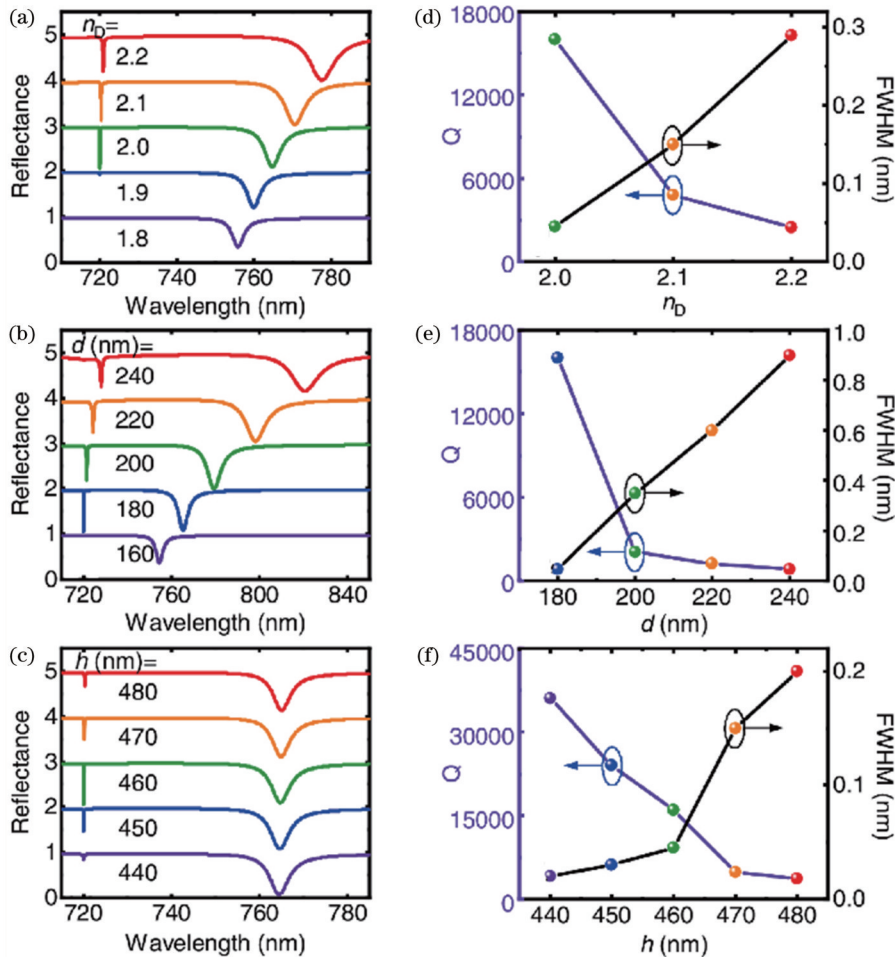 (a)
n_D=
2.2
2.1
2.0
1.9
1.8
5
4
3
2
1
0
Reflectance
720 740 760 780
Wavelength (nm)
(d)
18000
12000
6000
0
Q
0.3
0.2
0.1
0.0
FWHM (nm)
2.0 2.1 2.2
n_D
(b)
d (nm)=
240
220
200
180
160
5
4
3
2
1
0
Reflectance
720 760 800 840
Wavelength (nm)
(e)
18000
12000
6000
0
Q
1.0
0.8
0.6
0.4
0.2
0.0
FWHM (nm)
180 200 220 240
d (nm)
(c)
h (nm)=
480
470
460
450
440
5
4
3
2
1
0
Reflectance
720 740 760 780
Wavelength (nm)
(f)
45000
30000
15000
0
Q
0.2
0.1
0.0
FWHM (nm)
440 450 460 470 480
h (nm)